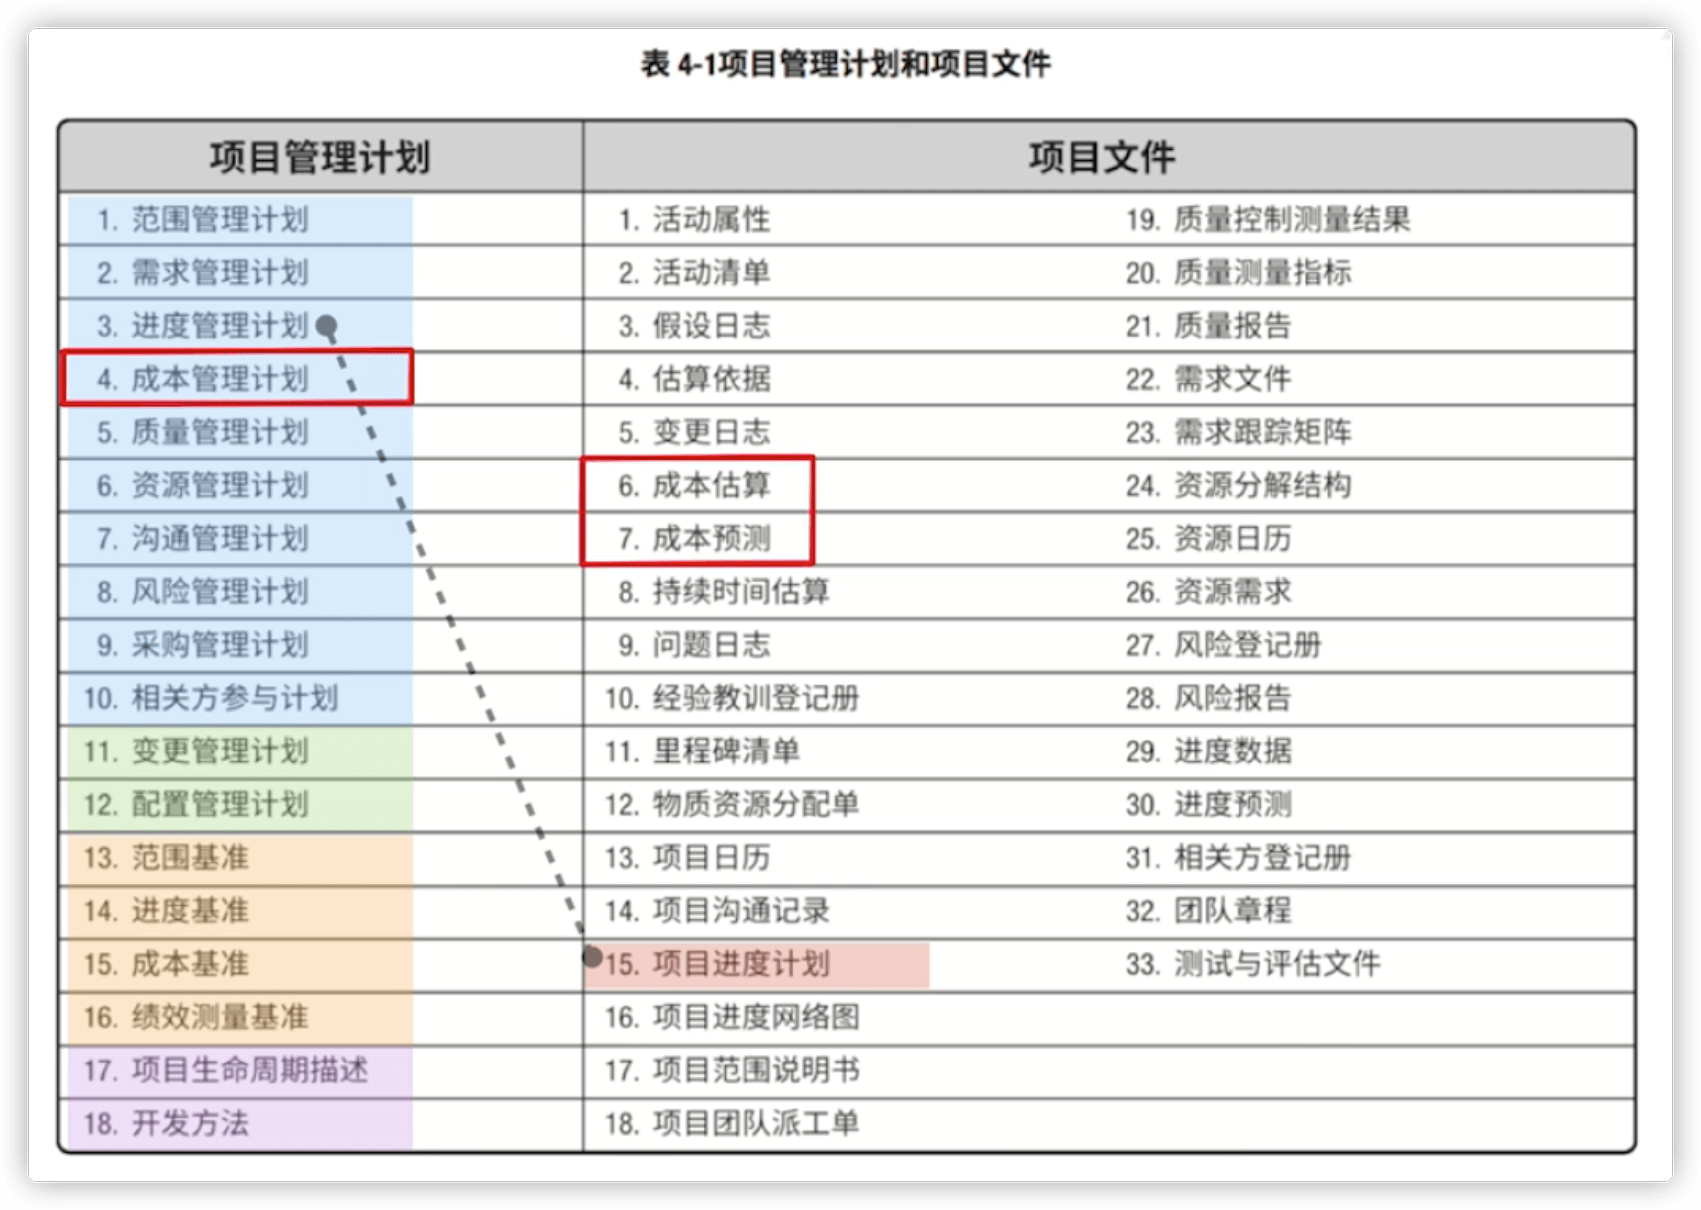 表 4-1项目管理计划和项目文件
项目管理计划 项目文件
1. 范围管理计划 1. 活动属性 19. 质量控制测量结果
2. 需求管理计划 2. 活动清单 20. 质量测量指标
3. 进度管理计划 3. 假设日志 21. 质量报告
4. 成本管理计划 4. 估算依据 22. 需求文件
5. 质量管理计划 5. 变更日志 23. 需求跟踪矩阵
6. 资源管理计划 6. 成本估算 24. 资源分解结构
7. 沟通管理计划 7. 成本预测 25. 资源日历
8. 风险管理计划 8. 持续时间估算 26. 资源需求
9. 采购管理计划 9. 问题日志 27. 风险登记册
10. 相关方参与计划 10. 经验教训登记册 28. 风险报告
11. 变更管理计划 11. 里程碑清单 29. 进度数据
12. 配置管理计划 12. 物质资源分配单 30. 进度预测
13. 范围基准 13. 项目日历 31. 相关方登记册
14. 进度基准 14. 项目沟通记录 32. 团队章程
15. 成本基准 15. 项目进度计划 33. 测试与评估文件
16. 绩效测量基准 16. 项目进度网络图
17. 项目生命周期描述 17. 项目范围说明书
18. 开发方法 18. 项目团队派工单